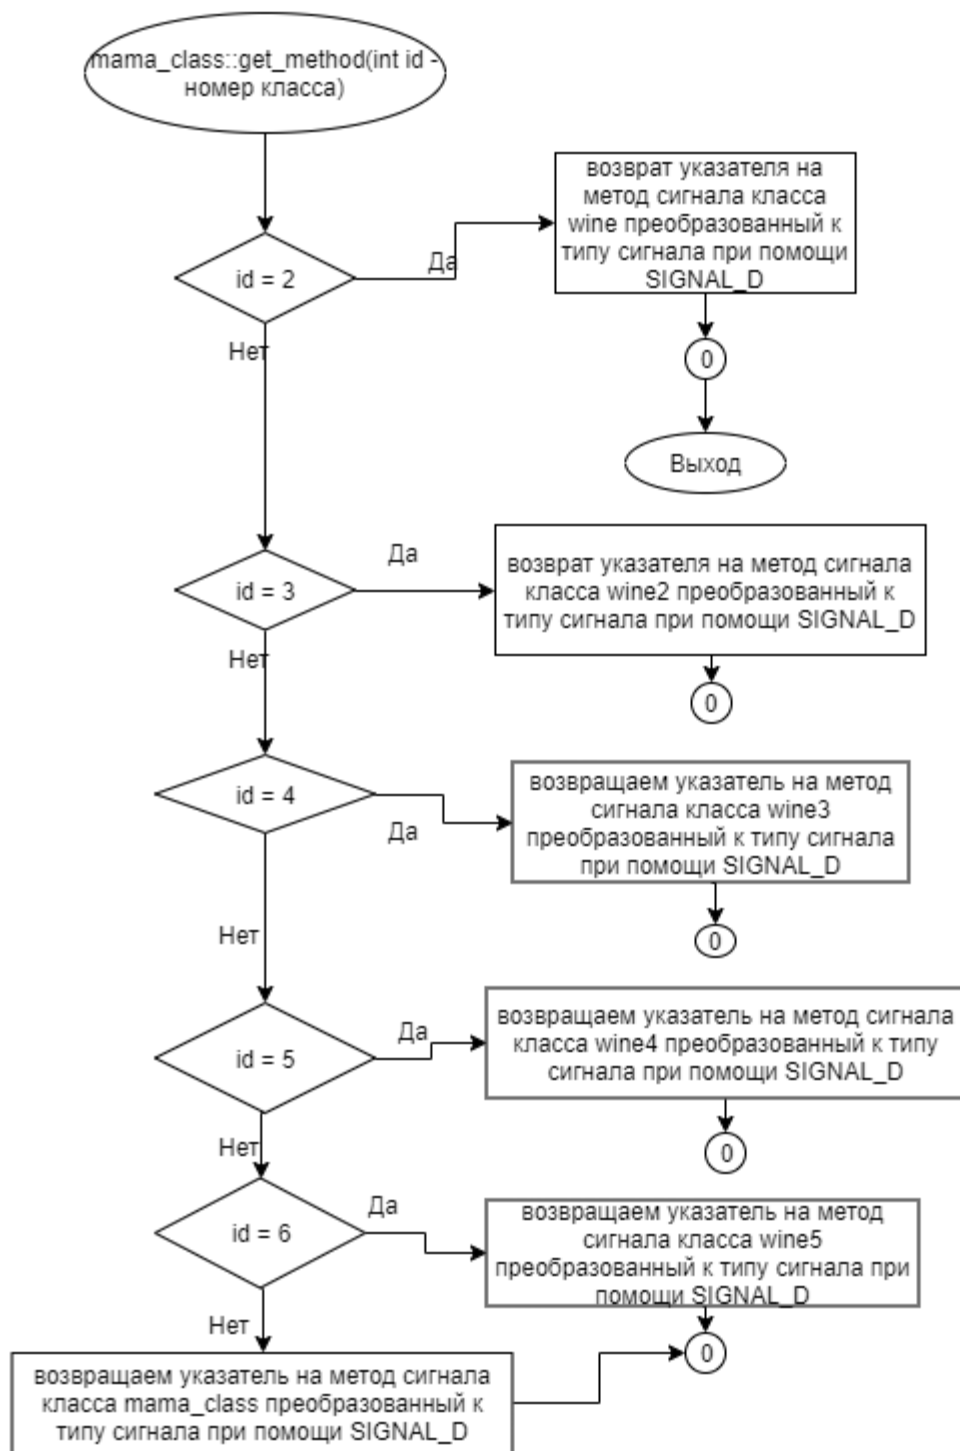 mama_class::get_method(int id -
номер класса)
возврат указателя на
метод сигнала класса
wine преобразованный к
типу сигнала при помощи
SIGNAL_D
id = 2
Да
Нет
0
Выход
Да
возврат указателя на метод сигнала
класса wine2 преобразованный к
типу сигнала при помощи SIGNAL_D
id = 3
Нет
0
возвращаем указатель на метод
сигнала класса wine3
преобразованный к типу сигнала
при помощи SIGNAL_D
id = 4
Да
Нет
0
возвращаем указатель на метод сигнала
класса wine4 преобразованный к типу
сигнала при помощи SIGNAL_D
Да
id = 5
Нет
0
Да
возвращаем указатель на метод
сигнала класса wine5
преобразованный к типу сигнала при
помощи SIGNAL_D
id = 6
Нет
0
возвращаем указатель на метод сигнала
класса mama_class преобразованный к
типу сигнала при помощи SIGNAL_D